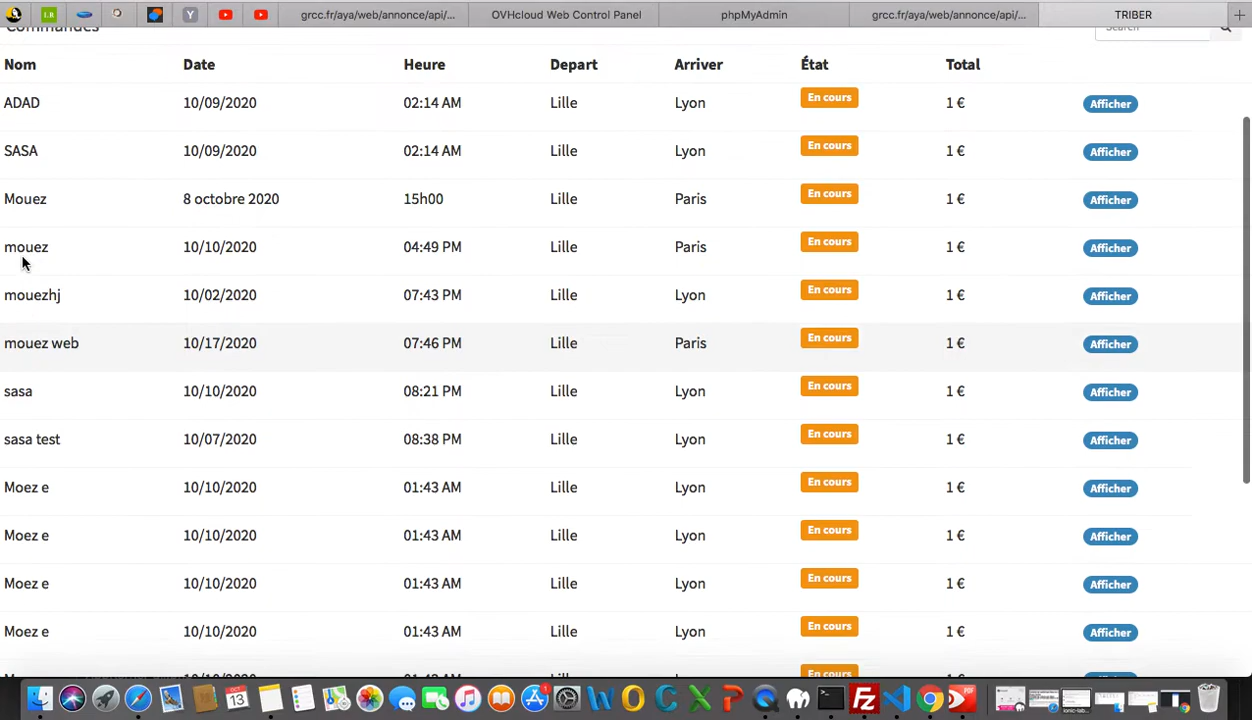 grcc.fr/aya/web/annonce/api/... OVHcloud Web Control Panel phpMyAdmin grcc.fr/aya/web/annonce/api/... TRIBER
Commandes Search
Nom Date Heure Depart Arriver État Total
ADAD 10/09/2020 02:14 AM Lille Lyon En cours 1 € Afficher
SASA 10/09/2020 02:14 AM Lille Lyon En cours 1 € Afficher
Mouez 8 octobre 2020 15h00 Lille Paris En cours 1 € Afficher
mouez 10/10/2020 04:49 PM Lille Paris En cours 1 € Afficher
mouezhj 10/02/2020 07:43 PM Lille Lyon En cours 1 € Afficher
mouez web 10/17/2020 07:46 PM Lille Paris En cours 1 € Afficher
sasa 10/10/2020 08:21 PM Lille Lyon En cours 1 € Afficher
sasa test 10/07/2020 08:38 PM Lille Lyon En cours 1 € Afficher
Moez e 10/10/2020 01:43 AM Lille Lyon En cours 1 € Afficher
Moez e 10/10/2020 01:43 AM Lille Lyon En cours 1 € Afficher
Moez e 10/10/2020 01:43 AM Lille Lyon En cours 1 € Afficher
Moez e 10/10/2020 01:43 AM Lille Lyon En cours 1 € Afficher
En cours
OCT
13